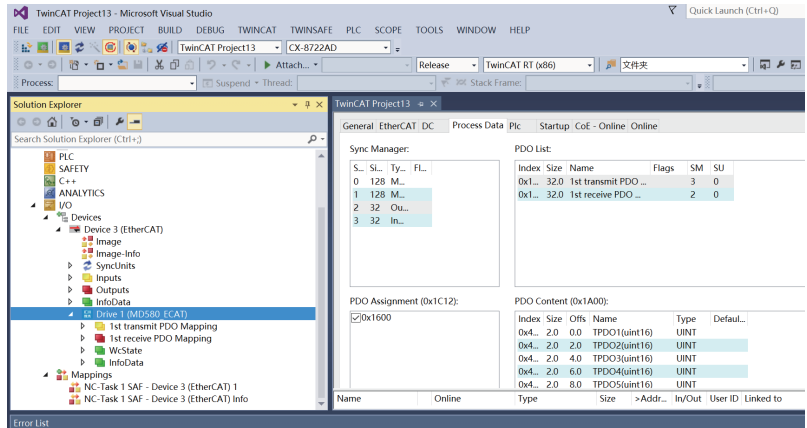 TwinCAT Project13 - Microsoft Visual Studio
Quick Launch (Ctrl+Q)
FILE EDIT VIEW PROJECT BUILD DEBUG TWINCAT TWINSAFE PLC SCOPE TOOLS WINDOW HELP
TwinCAT Project13 CX-8722AD
Attach... Release TwinCAT RT (x86) 文件夹
Process: Suspend Thread: Stack Frame:
Solution Explorer
Search Solution Explorer (Ctrl+;)
PLC
SAFETY
C++
ANALYTICS
I/O
Devices
Device 3 (EtherCAT)
Image
Image-Info
SyncUnits
Inputs
Outputs
InfoData
Drive 1 (MD580_ECAT)
1st transmit PDO Mapping
1st receive PDO Mapping
WcState
InfoData
Mappings
NC-Task 1 SAF - Device 3 (EtherCAT) 1
NC-Task 1 SAF - Device 3 (EtherCAT) Info
TwinCAT Project13
General EtherCAT DC Process Data Plc Startup CoE - Online Online
Sync Manager:
S... Si... Ty... Fl...
0 128 M...
1 128 M...
2 32 Ou...
3 32 In...
PDO List:
Index Size Name Flags SM SU
0x1... 32.0 1st transmit PDO ... 3 0
0x1... 32.0 1st receive PDO ... 2 0
PDO Assignment (0x1C12):
0x1600
PDO Content (0x1A00):
Index Size Offs Name Type Defaul...
0x4... 2.0 0.0 TPDO1(uint16) UINT
0x4... 2.0 2.0 TPDO2(uint16) UINT
0x4... 2.0 4.0 TPDO3(uint16) UINT
0x4... 2.0 6.0 TPDO4(uint16) UINT
0x4... 2.0 8.0 TPDO5(uint16) UINT
Name Online Type Size >Addr... In/Out User ID Linked to
Error List